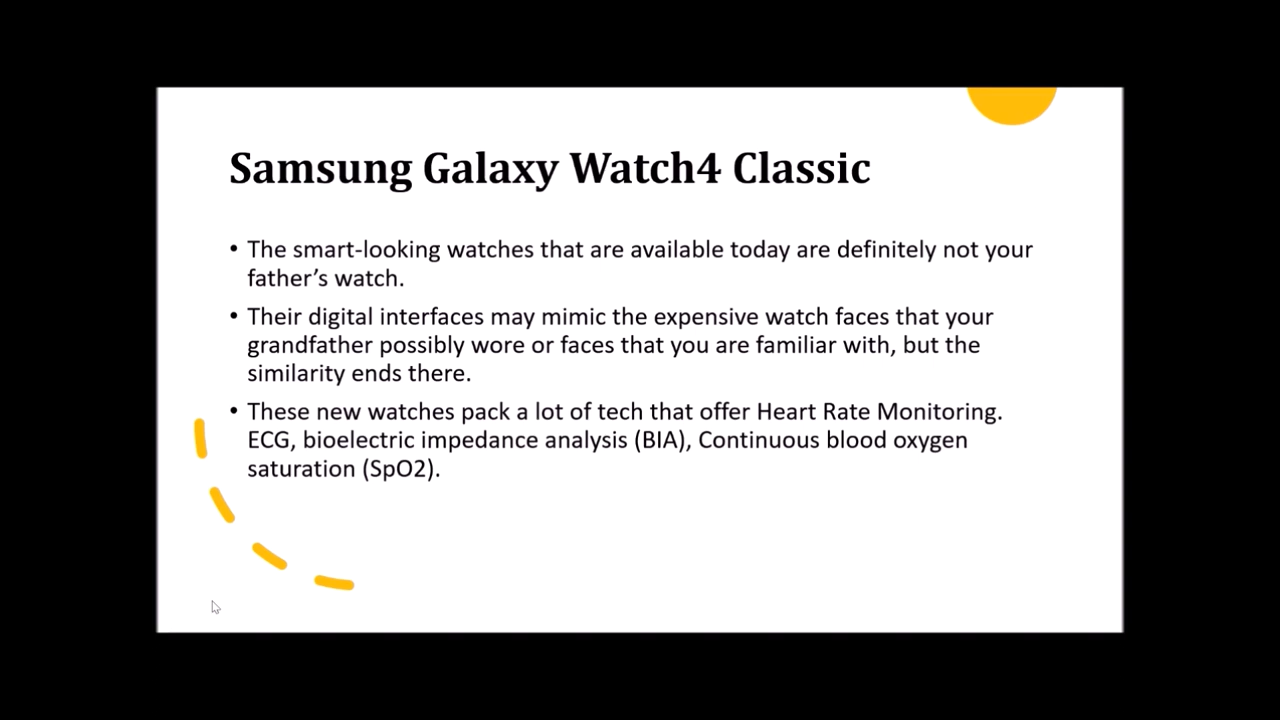 Samsung Galaxy Watch4 Classic
• The smart-looking watches that are available today are definitely not your
father’s watch.
• Their digital interfaces may mimic the expensive watch faces that your
grandfather possibly wore or faces that you are familiar with, but the
similarity ends there.
• These new watches pack a lot of tech that offer Heart Rate Monitoring.
ECG, bioelectric impedance analysis (BIA), Continuous blood oxygen
saturation (SpO2).